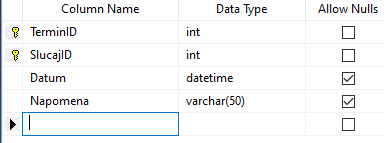 Column Name Data Type Allow Nulls
TerminID int
SlucajID int
Datum datetime
Napomena varchar(50)